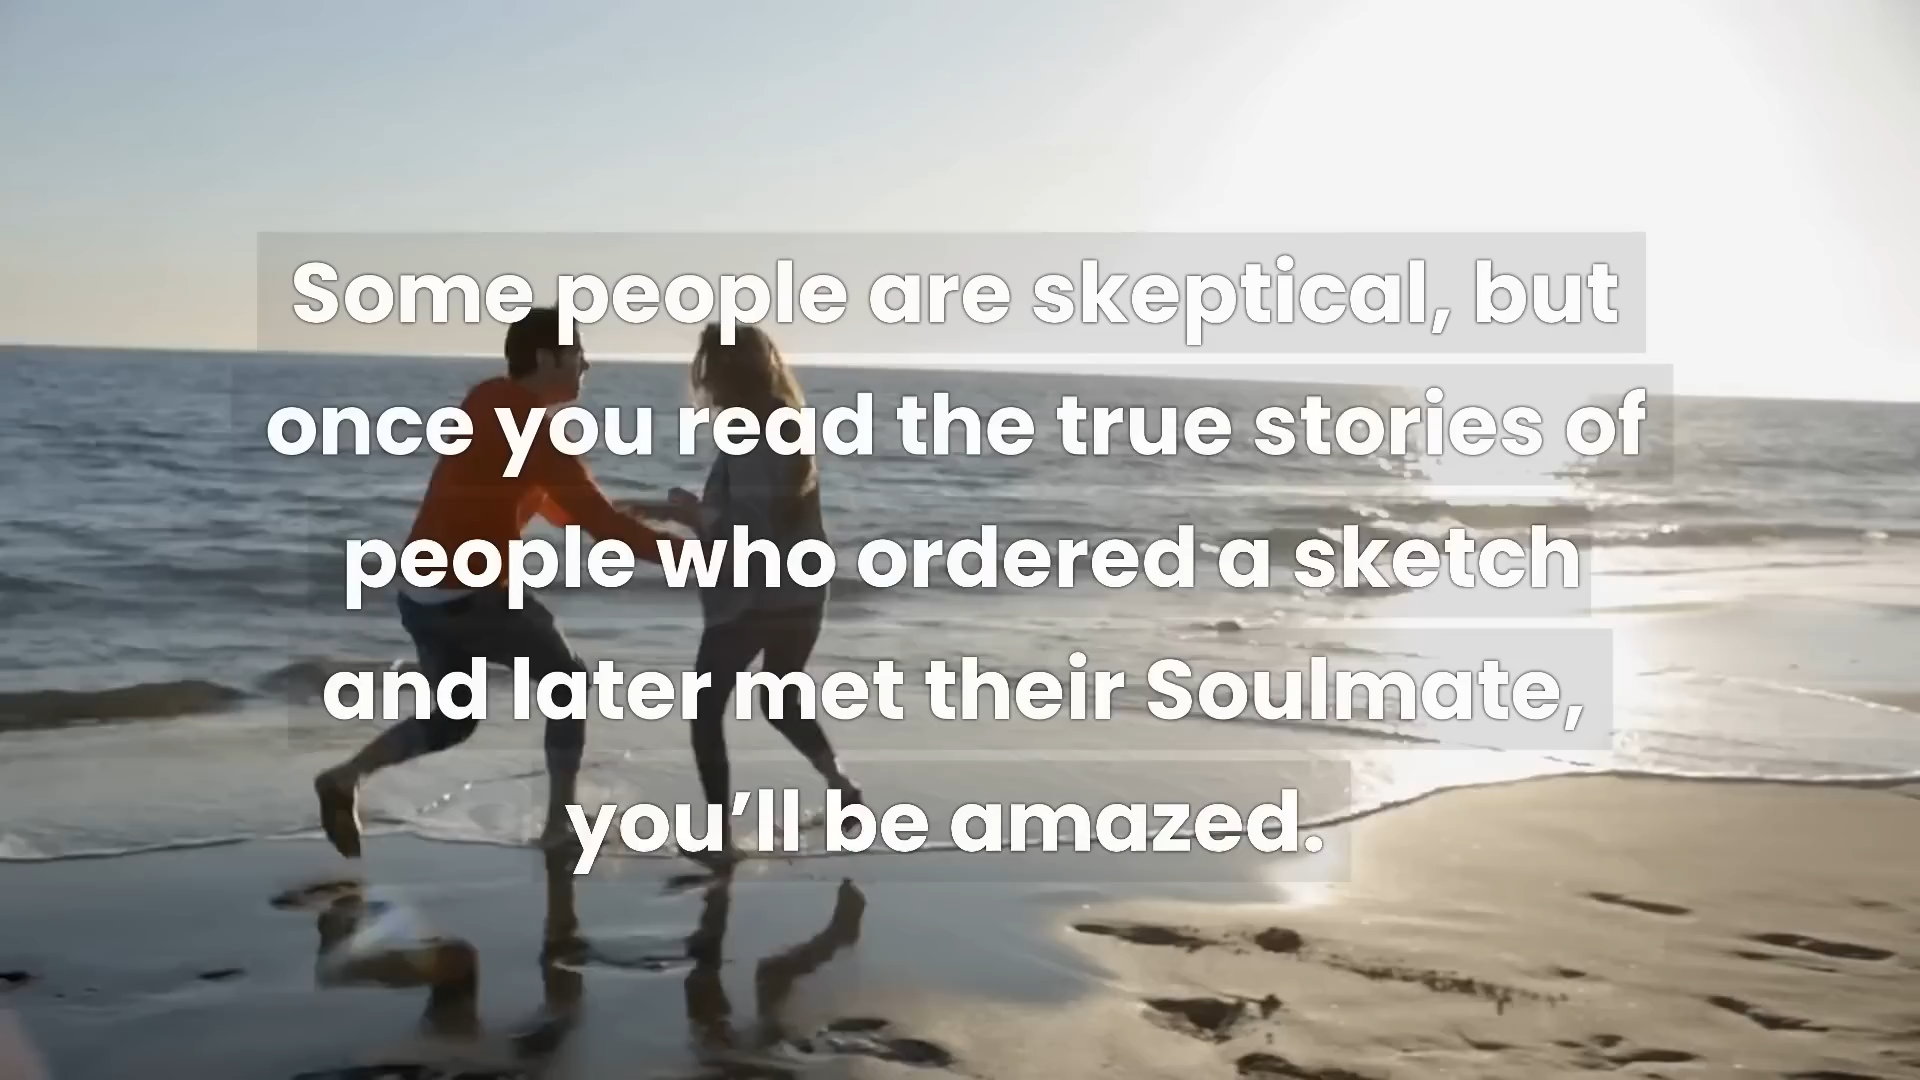 Some people are skeptical, but
once you read the true stories of
people who ordered a sketch
and later met their Soulmate,
you’ll be amazed.